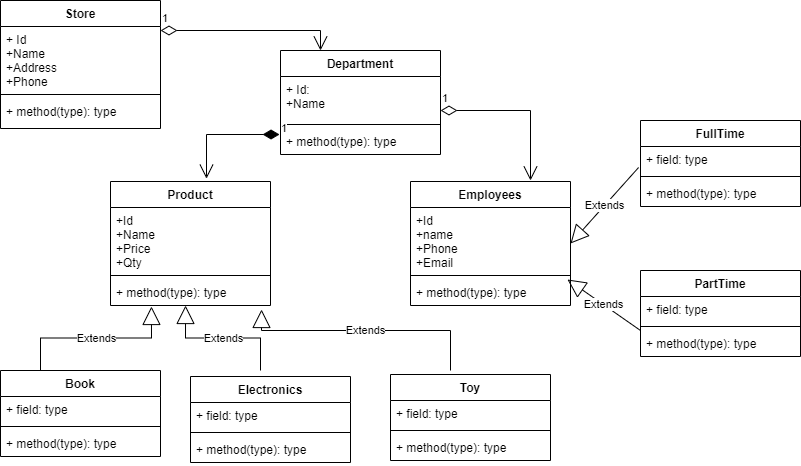 Store
+ Id
+Name
+Address
+Phone
+ method(type): type
1
Department
+ Id:
+Name
+ method(type): type
1
1
Product
+Id
+Name
+Price
+Qty
+ method(type): type
Employees
+Id
+name
+Phone
+Email
+ method(type): type
FullTime
+ field: type
+ method(type): type
Extends
PartTime
+ field: type
+ method(type): type
Extends
Extends
Extends
Extends
Book
+ field: type
+ method(type): type
Electronics
+ field: type
+ method(type): type
Toy
+ field: type
+ method(type): type